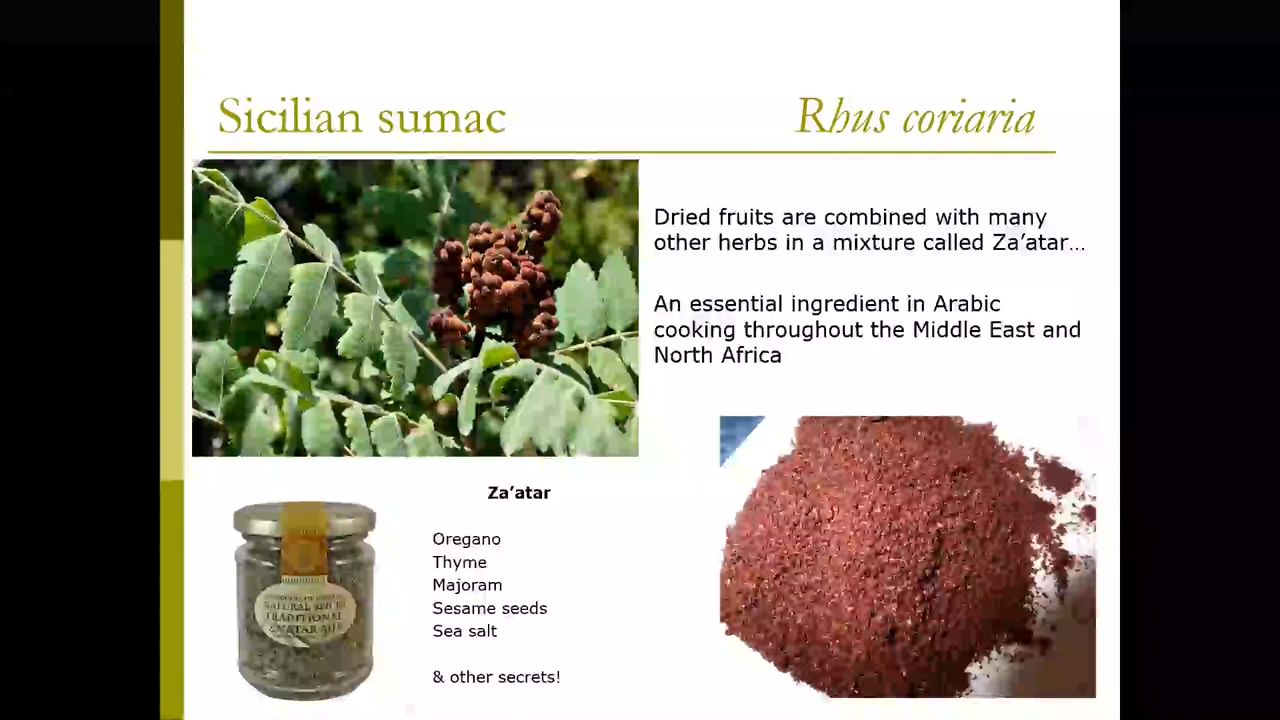 Sicilian sumac
Rhus coriaria
Dried fruits are combined with many
other herbs in a mixture called Za’atar…
An essential ingredient in Arabic
cooking throughout the Middle East and
North Africa
Za’atar
Oregano
Thyme
Majoram
Sesame seeds
Sea salt
& other secrets!
NATURAL
TRADITIONAL